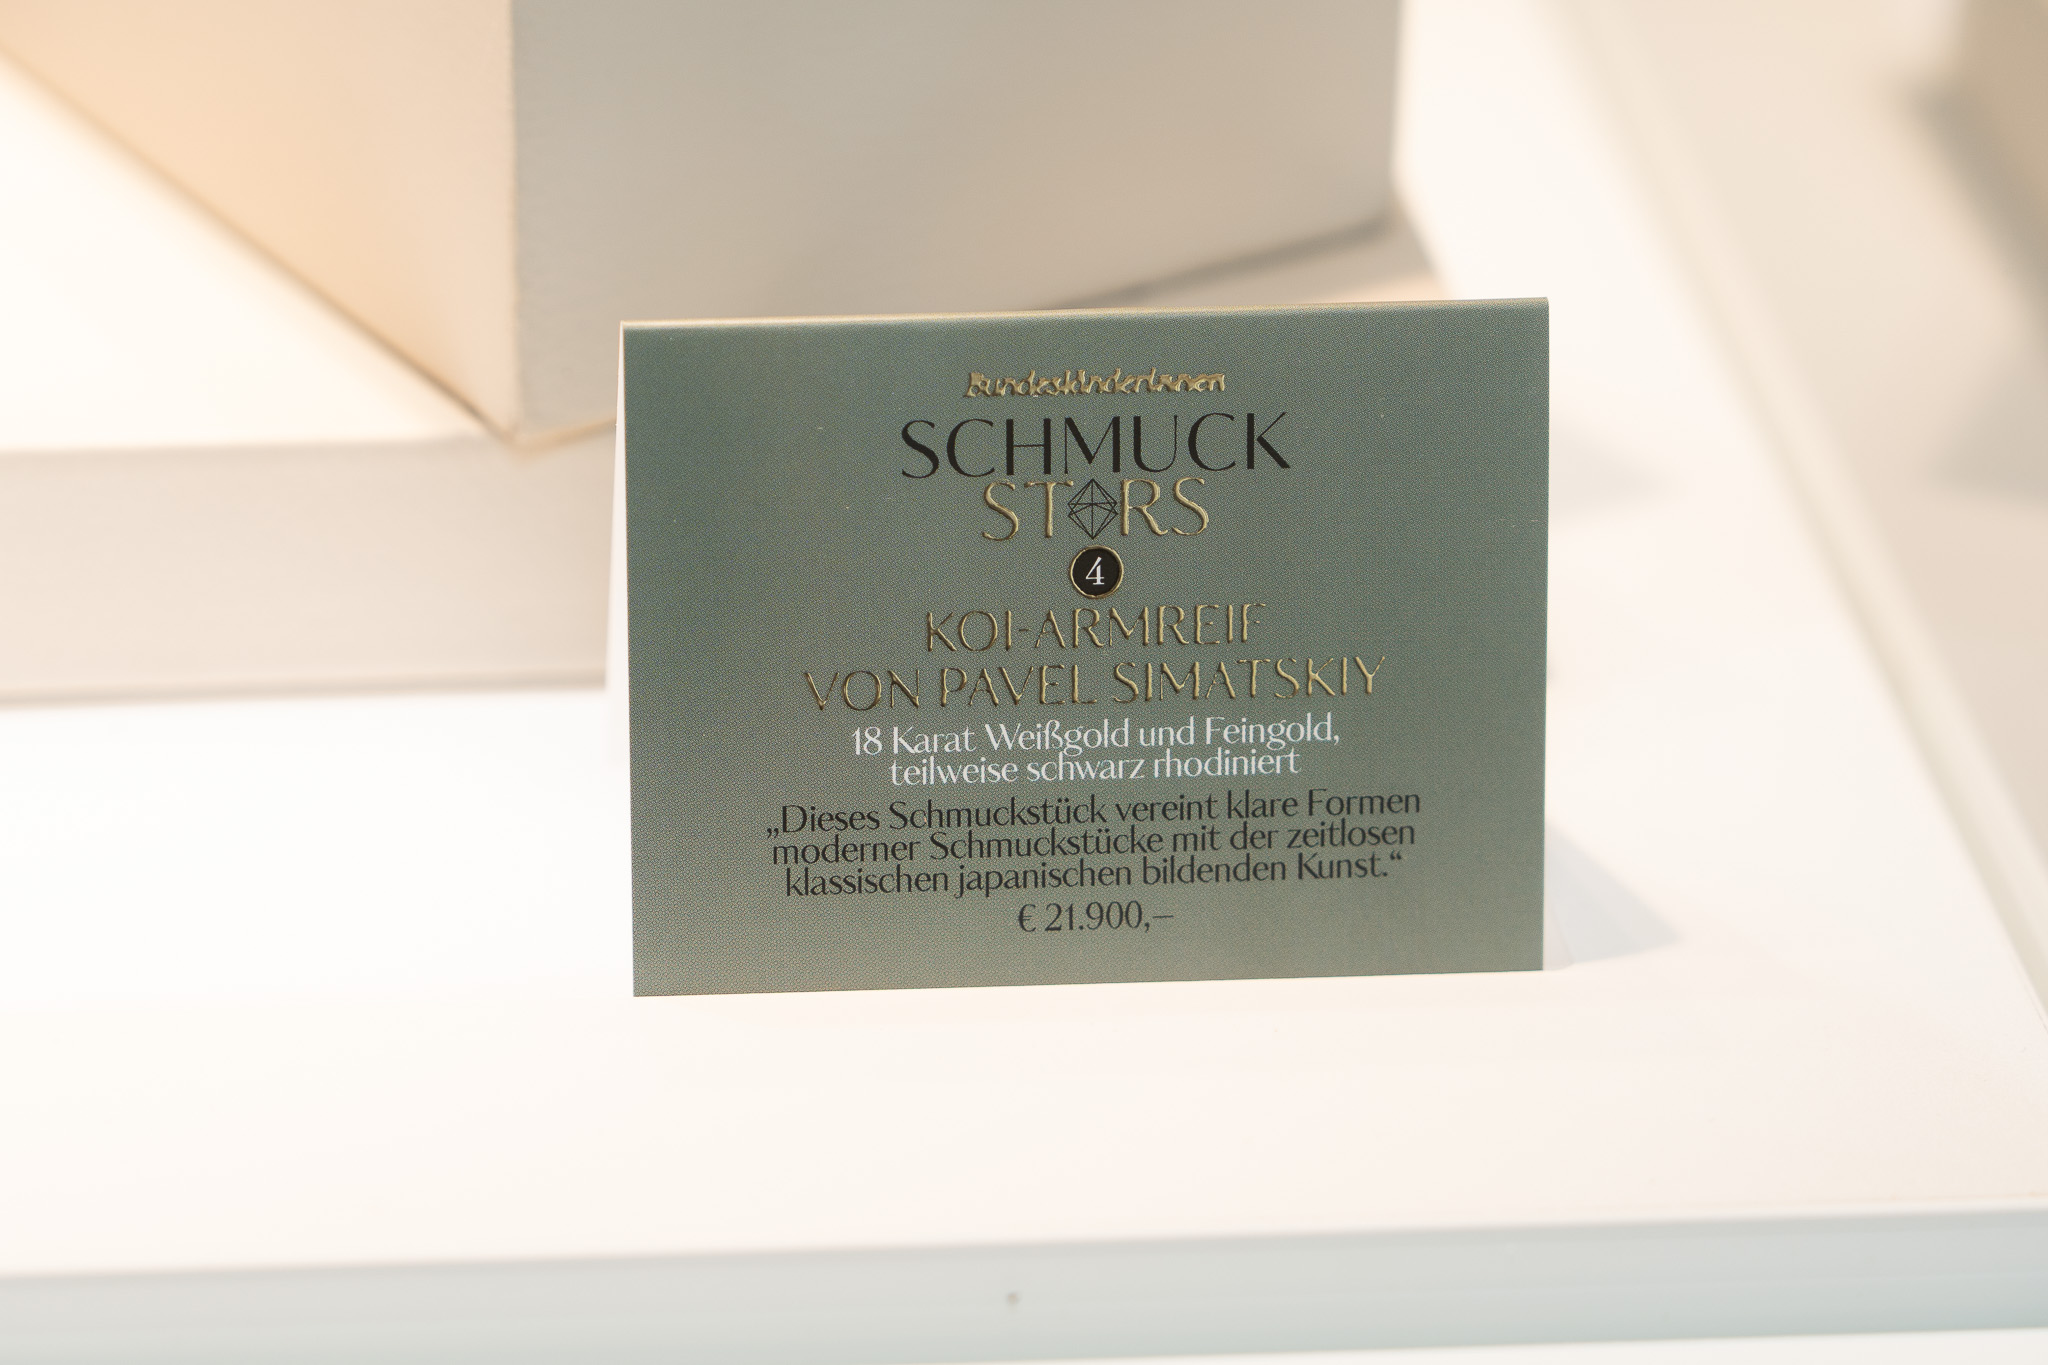 SCHMUCK
STARS
4
KOI-ARMREIF
VON PAVEL SIMATSKIY
18 Karat Weißgold und Feingold,
teilweise schwarz rhodiniert
„Dieses Schmuckstück vereint klare Formen
moderner Schmuckstücke mit der zeitlosen
klassischen japanischen bildenden Kunst.“
€ 21.900,–